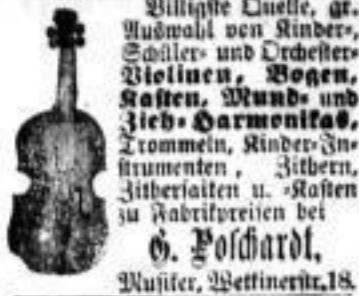 Billigste Quelle, gr.
Auswahl von Kinder-,
Schüler- und Orchester-
Violinen, Bogen,
Kasten, Mund- und
Zieh-Harmonikas,
Trommeln, Kinder-In-
strumenten, Zithern,
Zithersaiten u. -Kasten
zu Fabrikpreisen bei
G. Poschardt,
Musiker, Wettinerstr. 18.